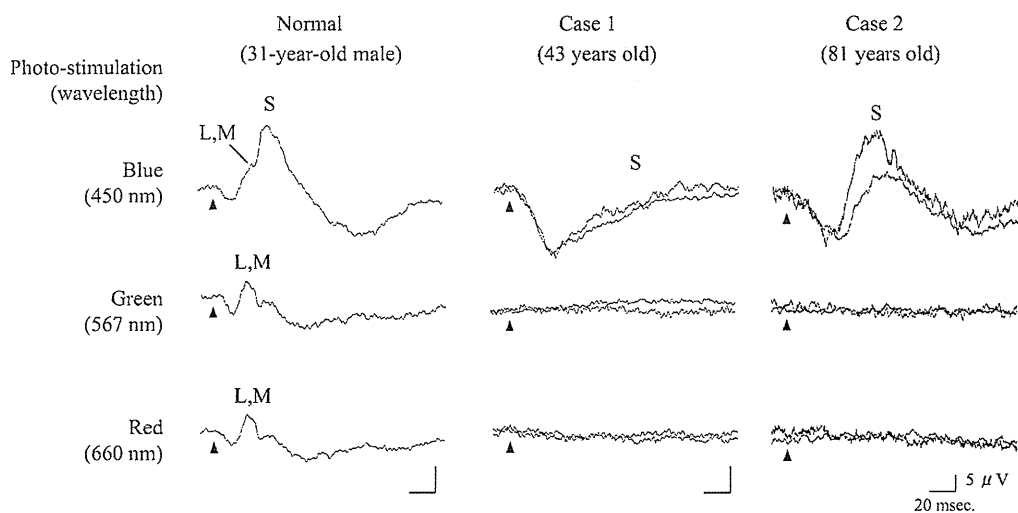 Normal
(31-year-old male)
Case 1
(43 years old)
Case 2
(81 years old)
Photo-stimulation
(wavelength)
Blue
(450 nm)
L,M
S
S
S
Green
(567 nm)
L,M
Red
(660 nm)
L,M
5 μV
20 msec.